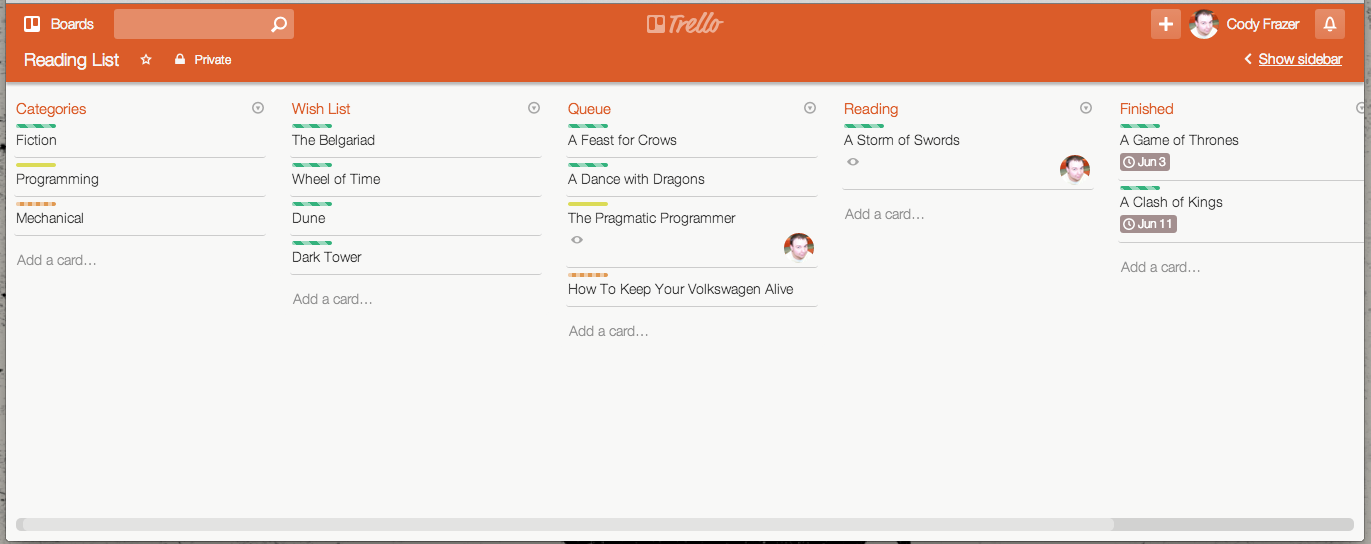 Boards
Trello
Cody Frazer
Reading List
Private
Show sidebar
Categories
Fiction
Programming
Mechanical
Add a card…
Wish List
The Belgariad
Wheel of Time
Dune
Dark Tower
Add a card…
Queue
A Feast for Crows
A Dance with Dragons
The Pragmatic Programmer
How To Keep Your Volkswagen Alive
Add a card…
Reading
A Storm of Swords
Add a card…
Finished
A Game of Thrones
Jun 3
A Clash of Kings
Jun 11
Add a card…